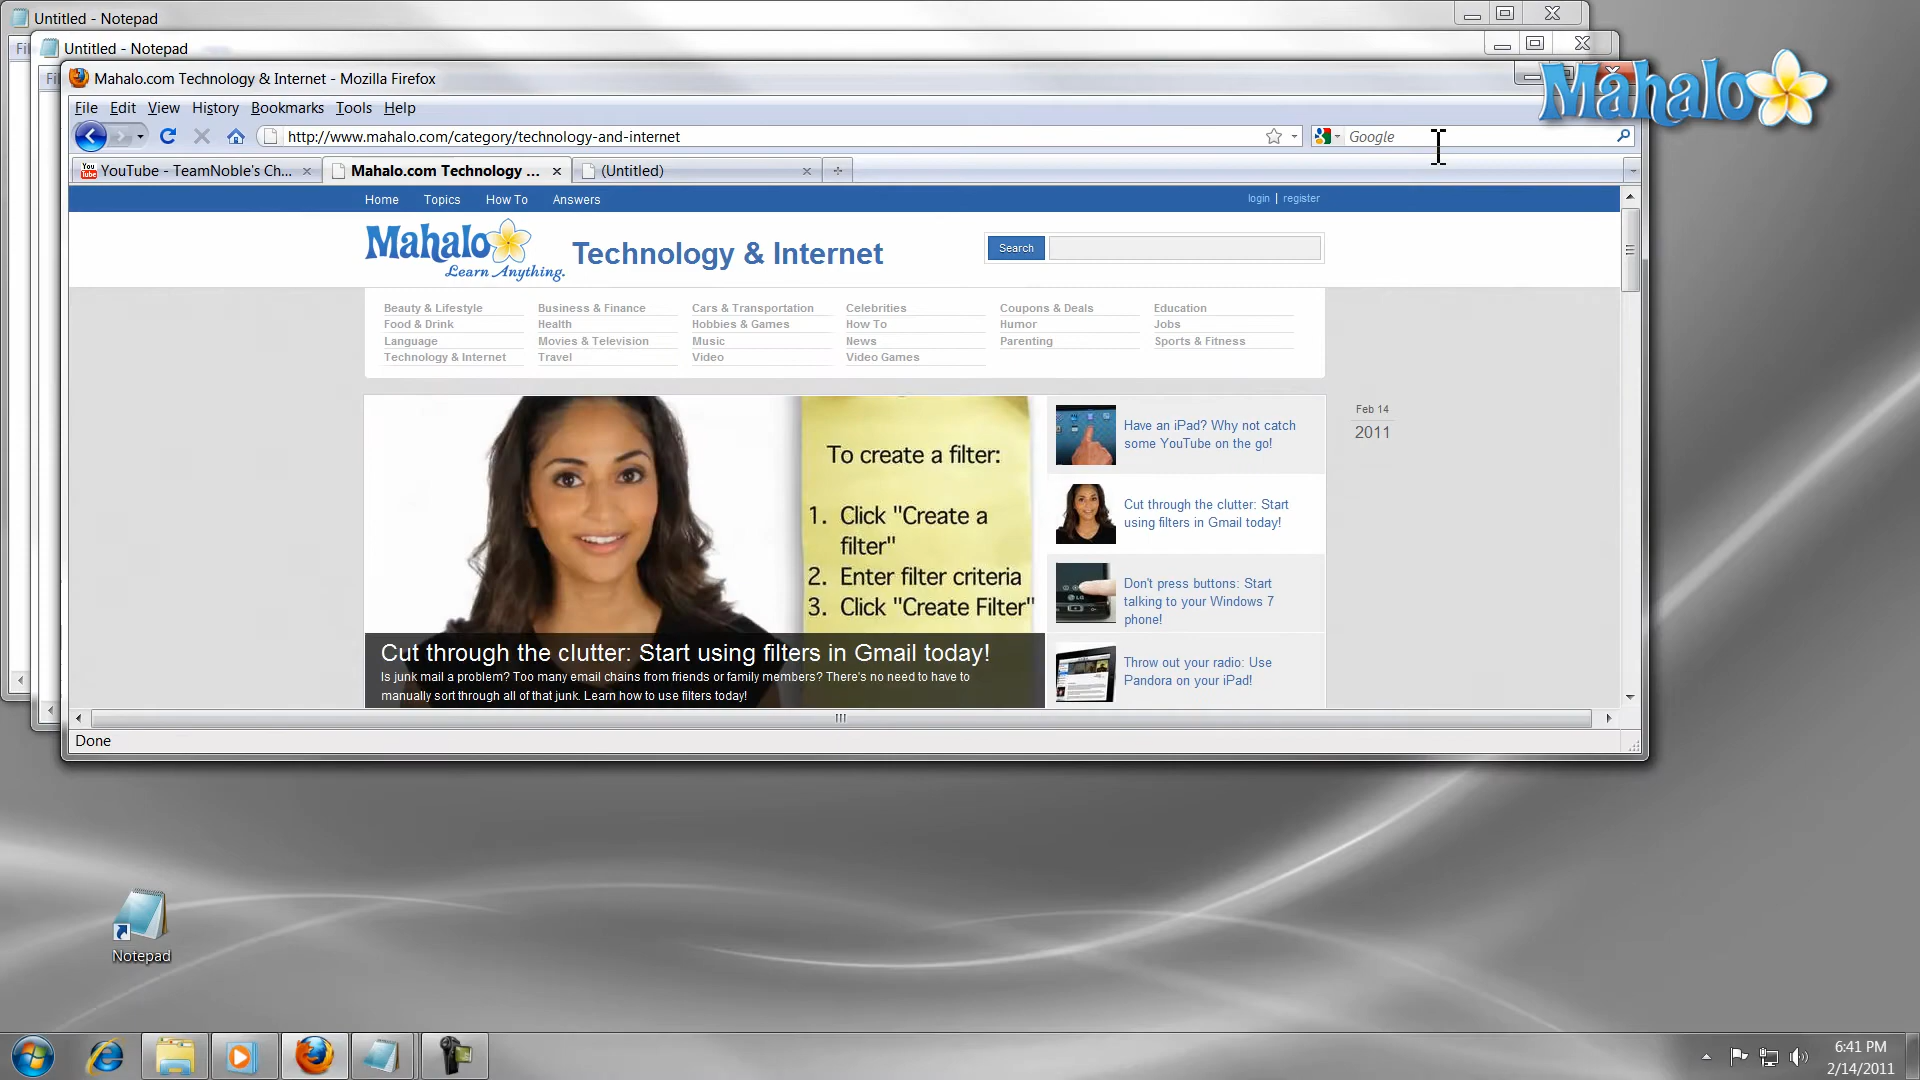 Untitled - Notepad
Fi
Untitled - Notepad
Fi
Mahalo.com Technology & Internet - Mozilla Firefox
Mahalo
File Edit View History Bookmarks Tools Help
http://www.mahalo.com/category/technology-and-internet
Google
You Tube
YouTube - TeamNoble's Ch...
Mahalo.com Technology ...
(Untitled)
Home Topics How To Answers
login | register
Mahalo
Learn Anything.
Technology & Internet
Search
Beauty & Lifestyle Business & Finance Cars & Transportation Celebrities Coupons & Deals Education
Food & Drink Health Hobbies & Games How To Humor Jobs
Language Movies & Television Music News Parenting Sports & Fitness
Technology & Internet Travel Video Video Games
To create a filter:
1. Click "Create a
filter"
2. Enter filter criteria
3. Click "Create Filter"
Cut through the clutter: Start using filters in Gmail today!
Is junk mail a problem? Too many email chains from friends or family members? There's no need to have to
manually sort through all of that junk. Learn how to use filters today!
Have an iPad? Why not catch
some YouTube on the go!
Cut through the clutter: Start
using filters in Gmail today!
LG
Don't press buttons: Start
talking to your Windows 7
phone!
Throw out your radio: Use
Pandora on your iPad!
Feb 14
2011
Done
Notepad
6:41 PM
2/14/2011